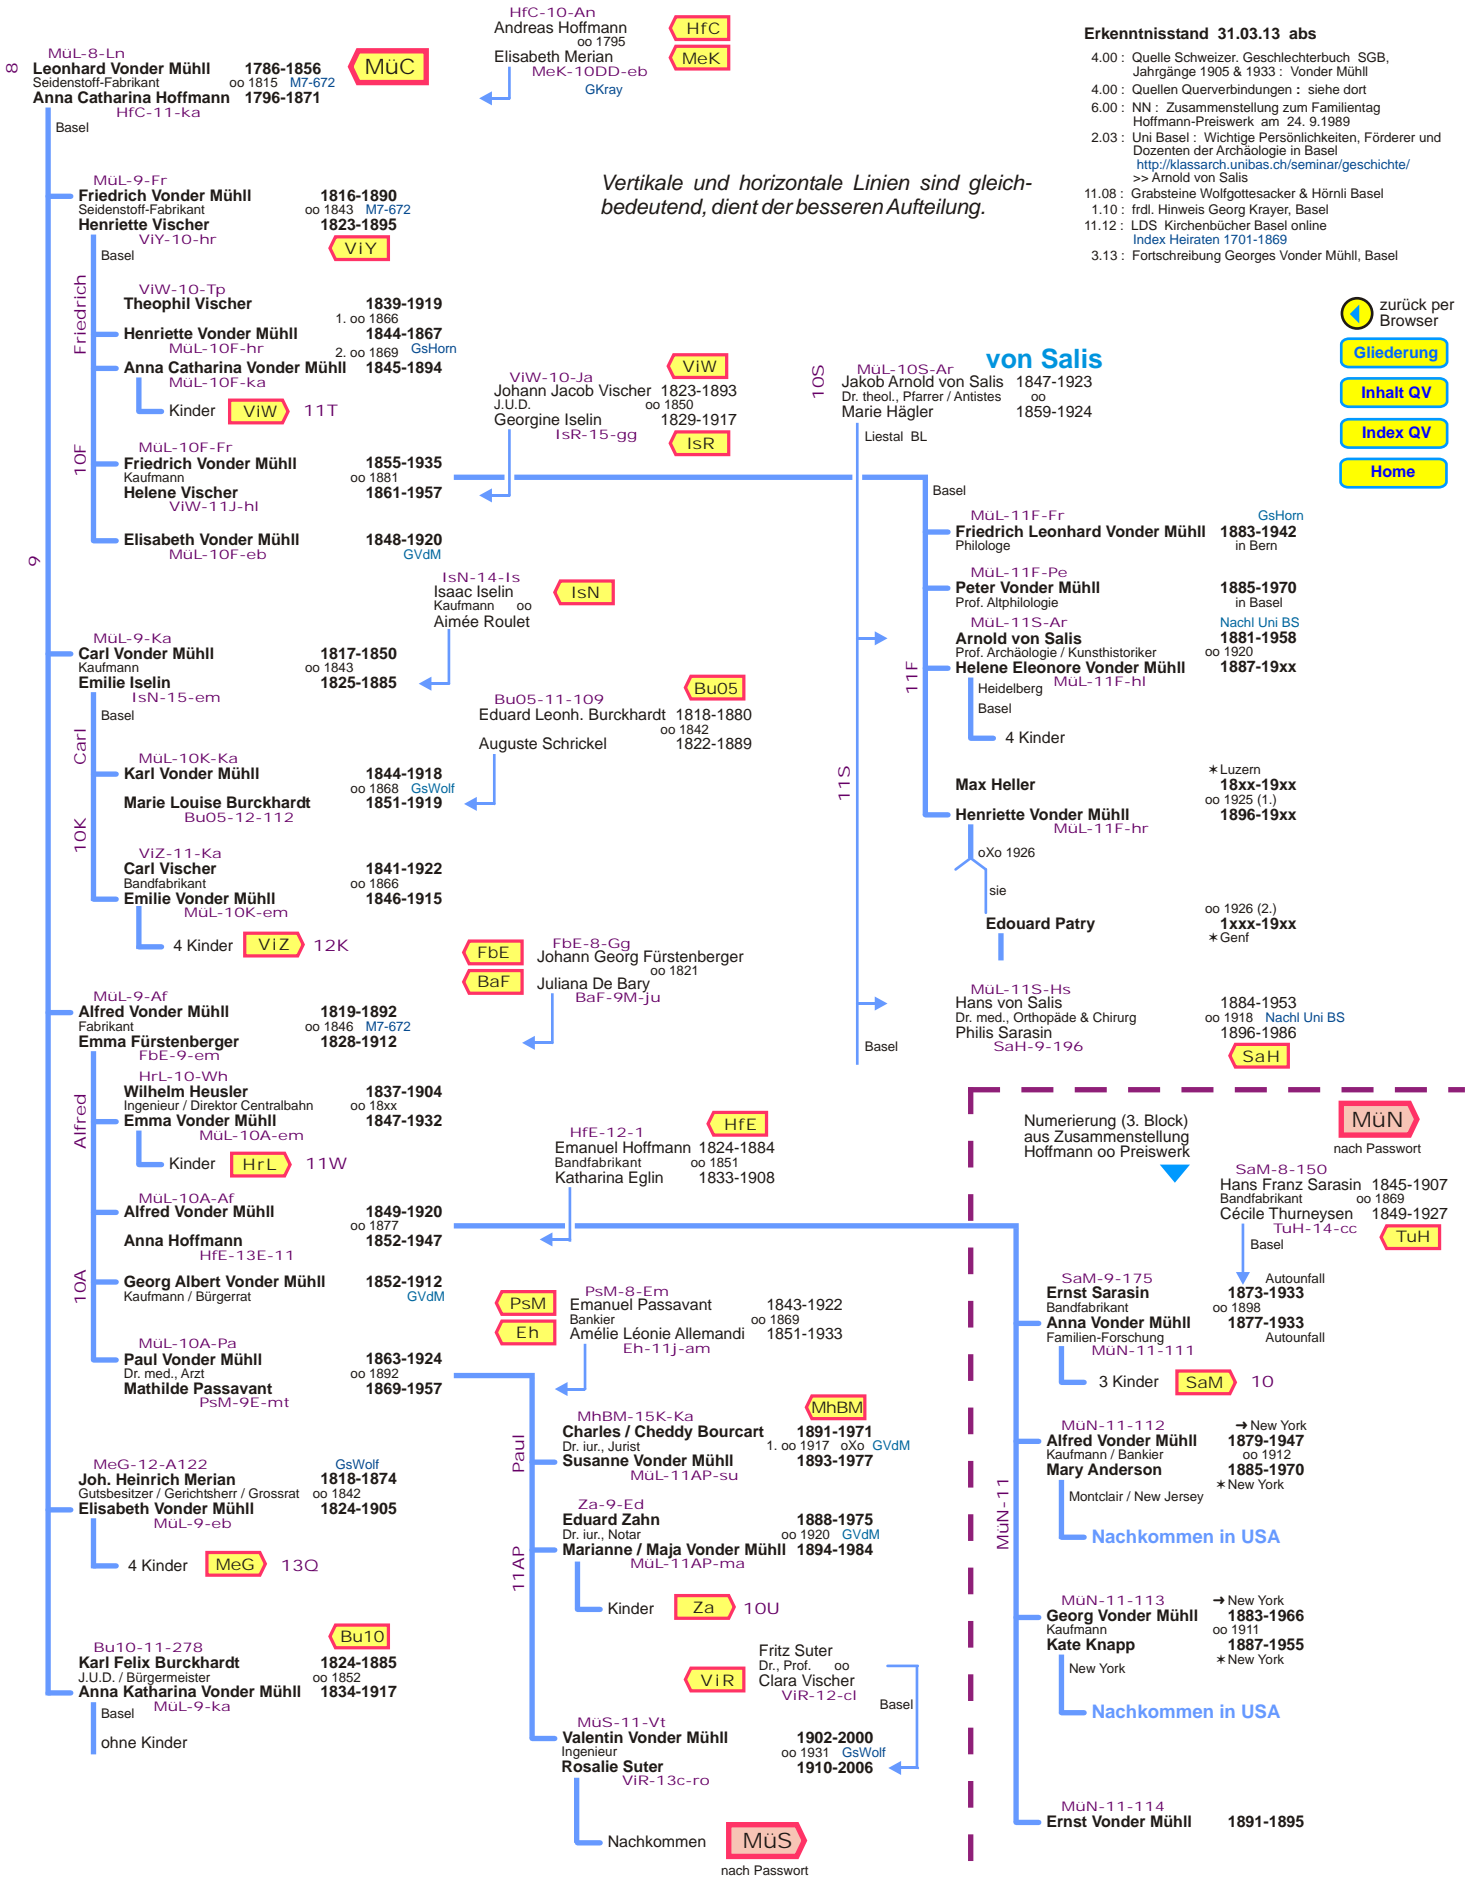 8
MüL-8-Ln
Leonhard Vonder Mühll 1786-1856
Seidenstoff-Fabrikant oo 1815 M7-672
Anna Catharina Hoffmann 1796-1871
HfC-11-ka
Basel
MüC
HfC-10-An
Andreas Hoffmann
oo 1795
Elisabeth Merian
MeK-10DD-eb
GKray
HfC
MeK
Erkenntnisstand 31.03.13 abs
4.00 : Quelle Schweizer. Geschlechterbuch SGB,
Jahrgänge 1905 & 1933 : Vonder Mühll
4.00 : Quellen Querverbindungen : siehe dort
6.00 : NN : Zusammenstellung zum Familientag
Hoffmann-Preiswerk am 24. 9.1989
2.03 : Uni Basel : Wichtige Persönlichkeiten, Förderer und
Dozenten der Archäologie in Basel
http://klassarch.unibas.ch/seminar/geschichte/
>> Arnold von Salis
11.08 : Grabsteine Wolfgottesacker & Hörnli Basel
1.10 : frdl. Hinweis Georg Krayer, Basel
11.12 : LDS Kirchenbücher Basel online
Index Heiraten 1701-1869
3.13 : Fortschreibung Georges Vonder Mühll, Basel
Vertikale und horizontale Linien sind gleich-
bedeutend, dient der besseren Aufteilung.
zurück per
Browser
Gliederung
Inhalt QV
Index QV
Home
9
MüL-9-Fr
Friedrich Vonder Mühll 1816-1890
Seidenstoff-Fabrikant oo 1843 M7-672
Henriette Vischer 1823-1895
ViY-10-hr
ViY
Basel
Friedrich
10F
ViW-10-Tp
Theophil Vischer 1839-1919
1. oo 1866
Henriette Vonder Mühll 1844-1867
MüL-10F-hr
2. oo 1869 GsHorn
Anna Catharina Vonder Mühll 1845-1894
MüL-10F-ka
Kinder ViW 11T
MüL-10F-Fr
Friedrich Vonder Mühll 1855-1935
Kaufmann oo 1881
Helene Vischer 1861-1957
ViW-11J-hl
Elisabeth Vonder Mühll 1848-1920
MüL-10F-eb GVdM
ViW-10-Ja
ViW
Johann Jacob Vischer 1823-1893
J.U.D. oo 1850
Georgine Iselin 1829-1917
IsR-15-gg
IsR
10S
von Salis
MüL-10S-Ar
Jakob Arnold von Salis 1847-1923
Dr. theol., Pfarrer / Antistes oo
Marie Hägler 1859-1924
Liestal BL
11S
11F
Basel
MüL-11F-Fr GsHorn
Friedrich Leonhard Vonder Mühll 1883-1942
Philologe in Bern
MüL-11F-Pe
Peter Vonder Mühll 1885-1970
Prof. Altphilologie in Basel
MüL-11S-Ar Nachl Uni BS
Arnold von Salis 1881-1958
Prof. Archäologie / Kunsthistoriker oo 1920
Helene Eleonore Vonder Mühll 1887-19xx
MüL-11F-hl
Heidelberg
Basel
4 Kinder
✶Luzern
Max Heller 18xx-19xx
oo 1925 (1.)
Henriette Vonder Mühll 1896-19xx
MüL-11F-hr
oXo 1926
sie
oo 1926 (2.)
Edouard Patry 1xxx-19xx
✶Genf
MüL-11S-Hs
Hans von Salis 1884-1953
Dr. med., Orthopäde & Chirurg oo 1918 Nachl Uni BS
Philis Sarasin 1896-1986
SaH-9-196
SaH
Basel
IsN-14-Is
Isaac Iselin
Kaufmann oo
Aimée Roulet
IsN
MüL-9-Ka
Carl Vonder Mühll 1817-1850
Kaufmann oo 1843
Emilie Iselin 1825-1885
IsN-15-em
Basel
Carl
10K
Bu05-11-109
Bu05
Eduard Leonh. Burckhardt 1818-1880
oo 1842
Auguste Schrickel 1822-1889
MüL-10K-Ka
Karl Vonder Mühll 1844-1918
oo 1868 GsWolf
Marie Louise Burckhardt 1851-1919
Bu05-12-112
ViZ-11-Ka
Carl Vischer 1841-1922
Bandfabrikant oo 1866
Emilie Vonder Mühll 1846-1915
MüL-10K-em
4 Kinder ViZ 12K
FbE
BaF
FbE-8-Gg
Johann Georg Fürstenberger
oo 1821
Juliana De Bary
BaF-9M-ju
MüL-9-Af
Alfred Vonder Mühll 1819-1892
Fabrikant oo 1846 M7-672
Emma Fürstenberger 1828-1912
FbE-9-em
Alfred
10A
HrL-10-Wh
Wilhelm Heusler 1837-1904
Ingenieur / Direktor Centralbahn oo 18xx
Emma Vonder Mühll 1847-1932
MüL-10A-em
Kinder HrL 11W
HfE-12-1
HfE
Emanuel Hoffmann 1824-1884
Bandfabrikant oo 1851
Katharina Eglin 1833-1908
MüL-10A-Af
Alfred Vonder Mühll 1849-1920
oo 1877
Anna Hoffmann 1852-1947
HfE-13E-11
Georg Albert Vonder Mühll 1852-1912
Kaufmann / Bürgerrat GVdM
MüL-10A-Pa
Paul Vonder Mühll 1863-1924
Dr. med., Arzt oo 1892
Mathilde Passavant 1869-1957
PsM-9E-mt
PsM
Eh
PsM-8-Em
Emanuel Passavant 1843-1922
Bankier oo 1869
Amélie Léonie Allemandi 1851-1933
Eh-11j-am
Paul
11AP
MhBM
MhBM-15K-Ka
Charles / Cheddy Bourcart 1891-1971
Dr. iur., Jurist 1. oo 1917 oXo GVdM
Susanne Vonder Mühll 1893-1977
MüL-11AP-su
Za-9-Ed
Eduard Zahn 1888-1975
Dr. iur., Notar oo 1920 GVdM
Marianne / Maja Vonder Mühll 1894-1984
MüL-11AP-ma
Kinder Za 10U
ViR
Fritz Suter
Dr., Prof. oo
Clara Vischer
ViR-12-cl
Basel
MüS-11-Vt
Valentin Vonder Mühll 1902-2000
Ingenieur oo 1931 GsWolf
Rosalie Suter 1910-2006
ViR-13c-ro
Nachkommen MüS
nach Passwort
MeG-12-A122 GsWolf
Joh. Heinrich Merian 1818-1874
Gutsbesitzer / Gerichtsherr / Grossrat oo 1842
Elisabeth Vonder Mühll 1824-1905
MüL-9-eb
4 Kinder MeG 13Q
Bu10
Bu10-11-278
Karl Felix Burckhardt 1824-1885
J.U.D. / Bürgermeister oo 1852
Anna Katharina Vonder Mühll 1834-1917
MüL-9-ka
Basel
ohne Kinder
Numerierung (3. Block)
aus Zusammenstellung
Hoffmann oo Preiswerk
MüN
nach Passwort
SaM-8-150
Hans Franz Sarasin 1845-1907
Bandfabrikant oo 1869
Cécile Thurneysen 1849-1927
TuH-14-cc
TuH
Basel
MüN-11
SaM-9-175 Autounfall
Ernst Sarasin 1873-1933
Bandfabrikant oo 1898
Anna Vonder Mühll 1877-1933
Familien-Forschung Autounfall
MüN-11-111
3 Kinder SaM 10
MüN-11-112 ➔New York
Alfred Vonder Mühll 1879-1947
Kaufmann / Bankier oo 1912
Mary Anderson 1885-1970
✶New York
Montclair / New Jersey
Nachkommen in USA
MüN-11-113 ➔New York
Georg Vonder Mühll 1883-1966
Kaufmann oo 1911
Kate Knapp 1887-1955
✶New York
New York
Nachkommen in USA
MüN-11-114
Ernst Vonder Mühll 1891-1895